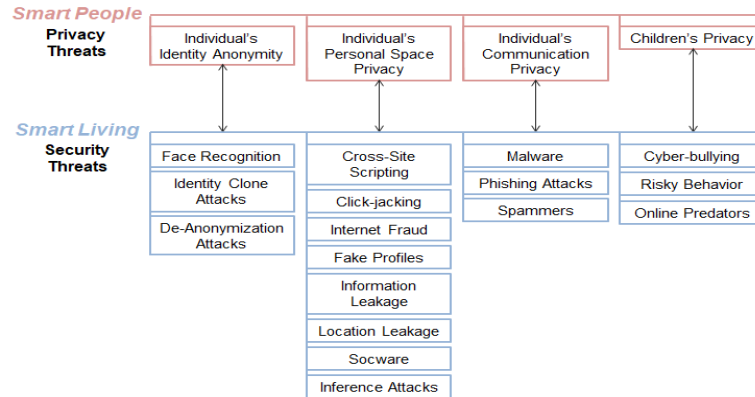 Smart People
Privacy
Threats
Individual's
Identity Anonymity
Individual's
Personal Space
Privacy
Individual's
Communication
Privacy
Children's Privacy
Smart Living
Security
Threats
Face Recognition
Identity Clone
Attacks
De-Anonymization
Attacks
Cross-Site
Scripting
Click-jacking
Internet Fraud
Fake Profiles
Information
Leakage
Location Leakage
Socware
Inference Attacks
Malware
Phishing Attacks
Spammers
Cyber-bullying
Risky Behavior
Online Predators